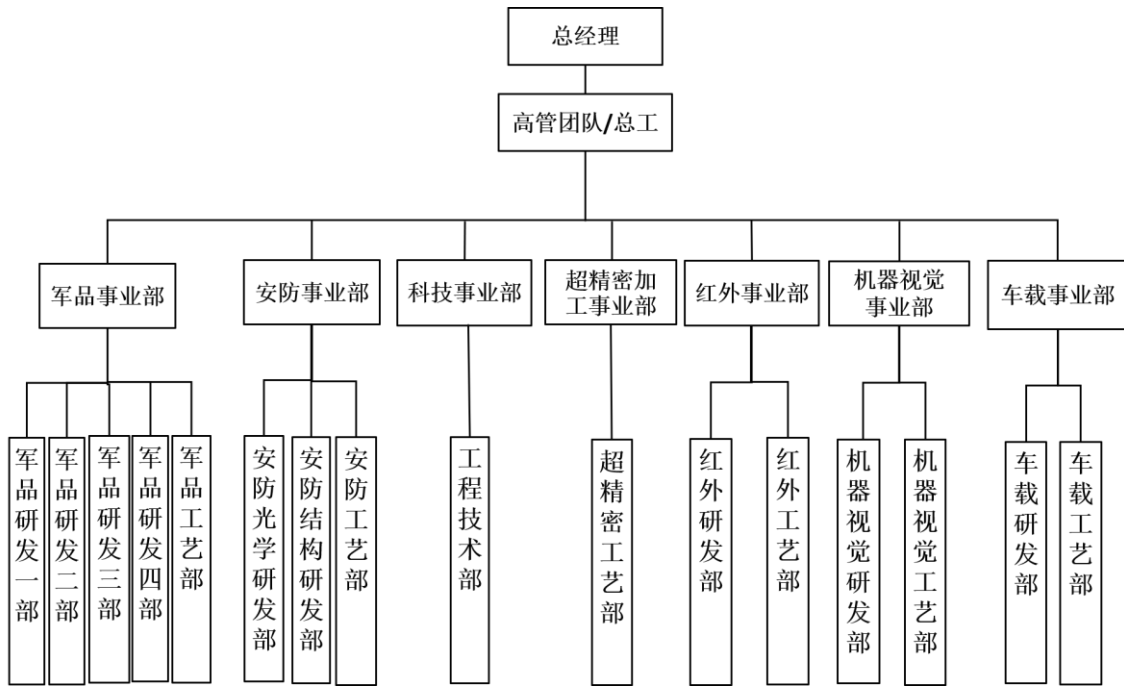 总经理
高管团队/总工
军品事业部
安防事业部
科技事业部
超精密加
工事业部
红外事业部
机器视觉
事业部
车载事业部
军品研发一部
军品研发二部
军品研发三部
军品研发四部
军品工艺部
安防光学研发部
安防结构研发部
安防工艺部
工程技术部
超精密工艺部
红外研发部
红外工艺部
机器视觉研发部
机器视觉工艺部
车载研发部
车载工艺部